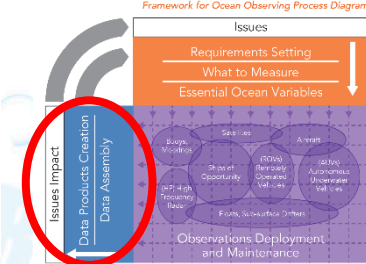 Framework for Ocean Observing Process Diagram
Issues
Requirements Setting
What to Measure
Essential Ocean Variables
Issues Impact
Data Products Creation
Data Assembly
Satellites
Aircraft
Buoys,
Moorings
Ships of
Opportunity
(ROVs)
Remotely
Operated
Vehicles
(AUVs)
Autonomous
Underwater
Vehicles
(HF) High
Frequency
Radar
Floats, Sub-surface Drifters
Observations Deployment
and Maintenance